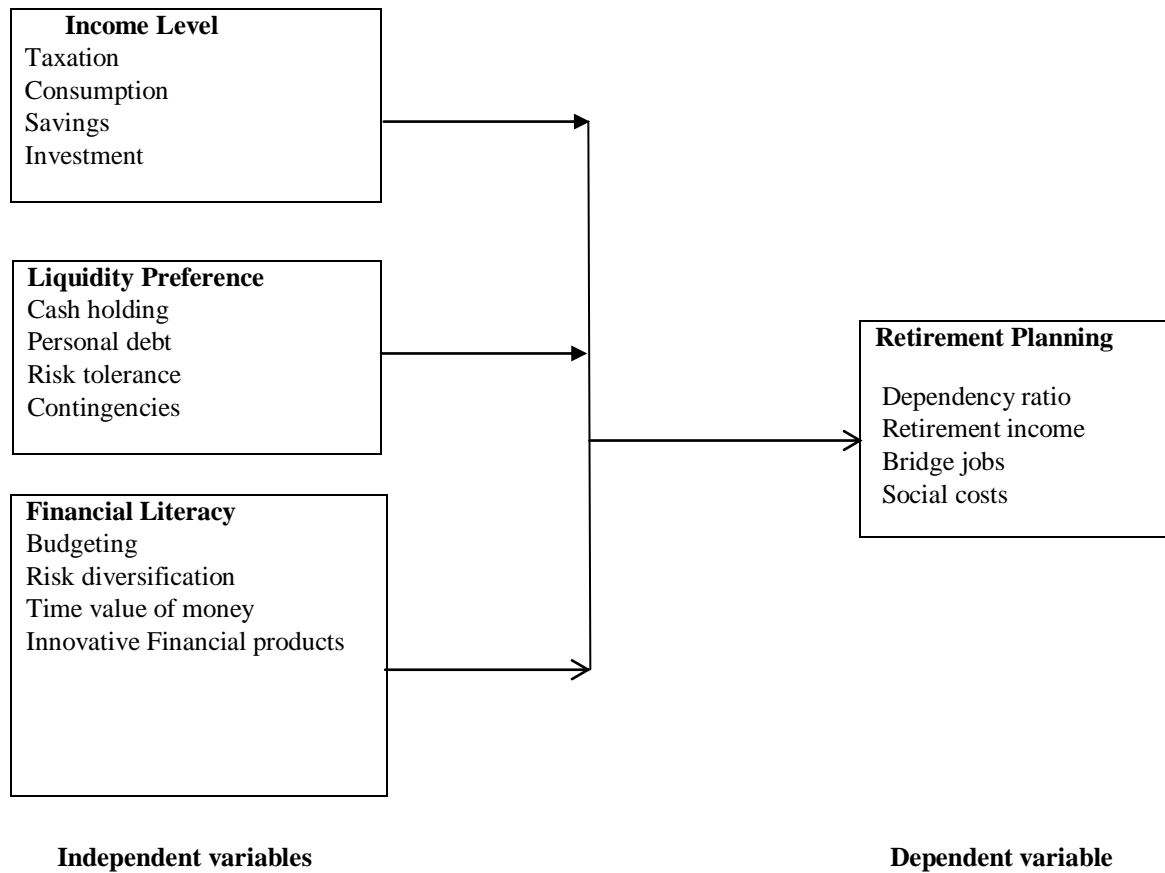 Income Level
Taxation
Consumption
Savings
Investment
Liquidity Preference
Cash holding
Personal debt
Risk tolerance
Contingencies
Financial Literacy
Budgeting
Risk diversification
Time value of money
Innovative Financial products
Retirement Planning
Dependency ratio
Retirement income
Bridge jobs
Social costs
Independent variables
Dependent variable